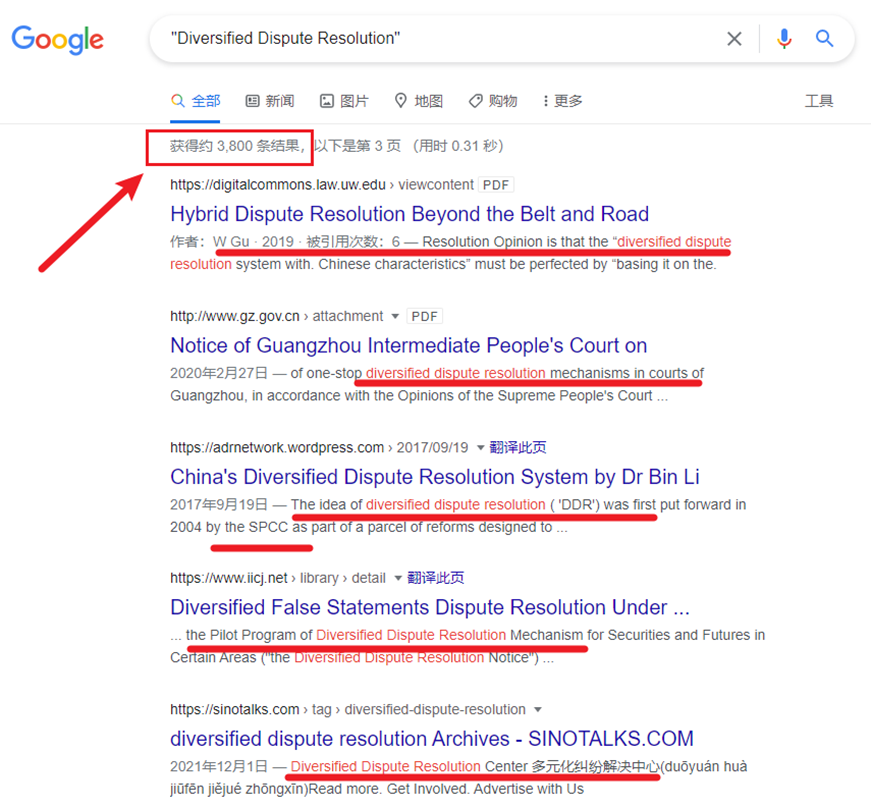 Google
"Diversified Dispute Resolution"
全部 新闻 图片 地图 购物 更多 工具
获得约 3,800 条结果，以下是第 3 页 （用时 0.31 秒）
https://digitalcommons.law.uw.edu › viewcontent PDF
Hybrid Dispute Resolution Beyond the Belt and Road
作者：W Gu · 2019 · 被引用次数：6 — Resolution Opinion is that the “diversified dispute
resolution system with. Chinese characteristics” must be perfected by “basing it on the.
http://www.gz.gov.cn › attachment PDF
Notice of Guangzhou Intermediate People's Court on
2020年2月27日 — of one-stop diversified dispute resolution mechanisms in courts of
Guangzhou, in accordance with the Opinions of the Supreme People's Court ...
https://adrnetwork.wordpress.com › 2017/09/19 翻译此页
China's Diversified Dispute Resolution System by Dr Bin Li
2017年9月19日 — The idea of diversified dispute resolution ( 'DDR') was first put forward in
2004 by the SPCC as part of a parcel of reforms designed to ...
https://www.iicj.net › library › detail 翻译此页
Diversified False Statements Dispute Resolution Under ...
... the Pilot Program of Diversified Dispute Resolution Mechanism for Securities and Futures in
Certain Areas ("the Diversified Dispute Resolution Notice") ...
https://sinotalks.com › tag › diversified-dispute-resolution
diversified dispute resolution Archives - SINOTALKS.COM
2021年12月1日 — Diversified Dispute Resolution Center 多元化纠纷解决中心(duōyuán huà
jiūfēn jiějué zhōngxīn)Read more. Get Involved. Advertise with Us